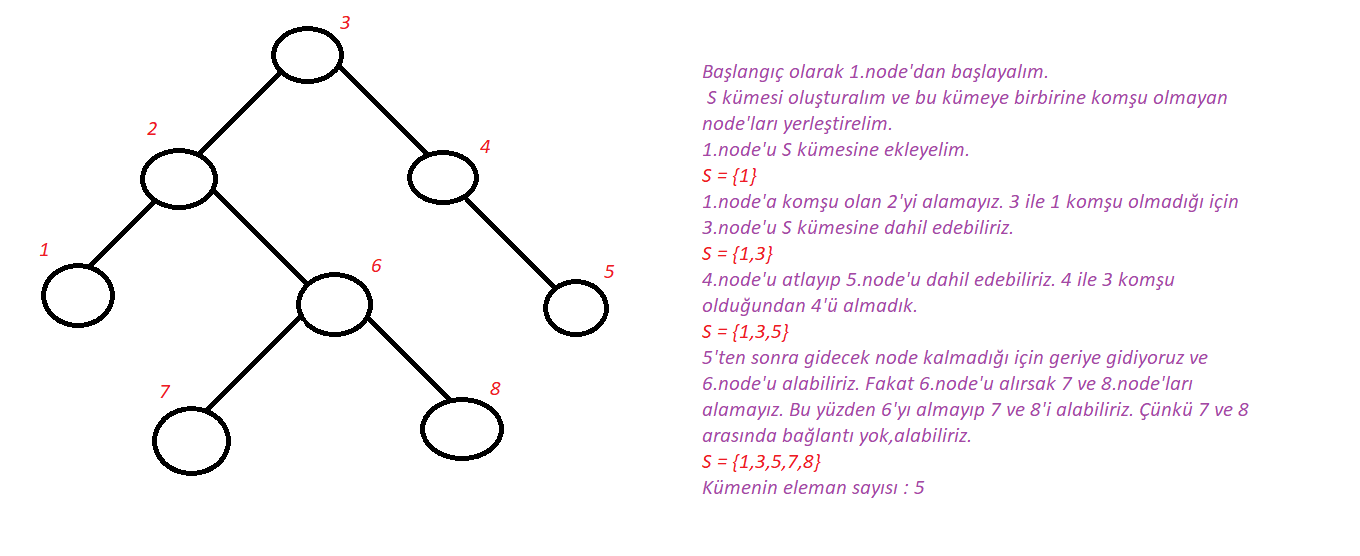 3
2
4
1
6
5
7
8
Başlangıç olarak 1.node'dan başlayalım.
S kümesi oluşturalım ve bu kümeye birbirine komşu olmayan
node'ları yerleştirelim.
1.node'u S kümesine ekleyelim.
S = {1}
1.node'a komşu olan 2'yi alamayız. 3 ile 1 komşu olmadığı için
3.node'u S kümesine dahil edebiliriz.
S = {1,3}
4.node'u atlayıp 5.node'u dahil edebiliriz. 4 ile 3 komşu
olduğundan 4'ü almadık.
S = {1,3,5}
5'ten sonra gidecek node kalmadığı için geriye gidiyoruz ve
6.node'u alabiliriz. Fakat 6.node'u alırsak 7 ve 8.node'ları
alamayız. Bu yüzden 6'yı almayıp 7 ve 8'i alabiliriz. Çünkü 7 ve 8
arasında bağlantı yok,alabiliriz.
S = {1,3,5,7,8}
Kümenin eleman sayısı : 5